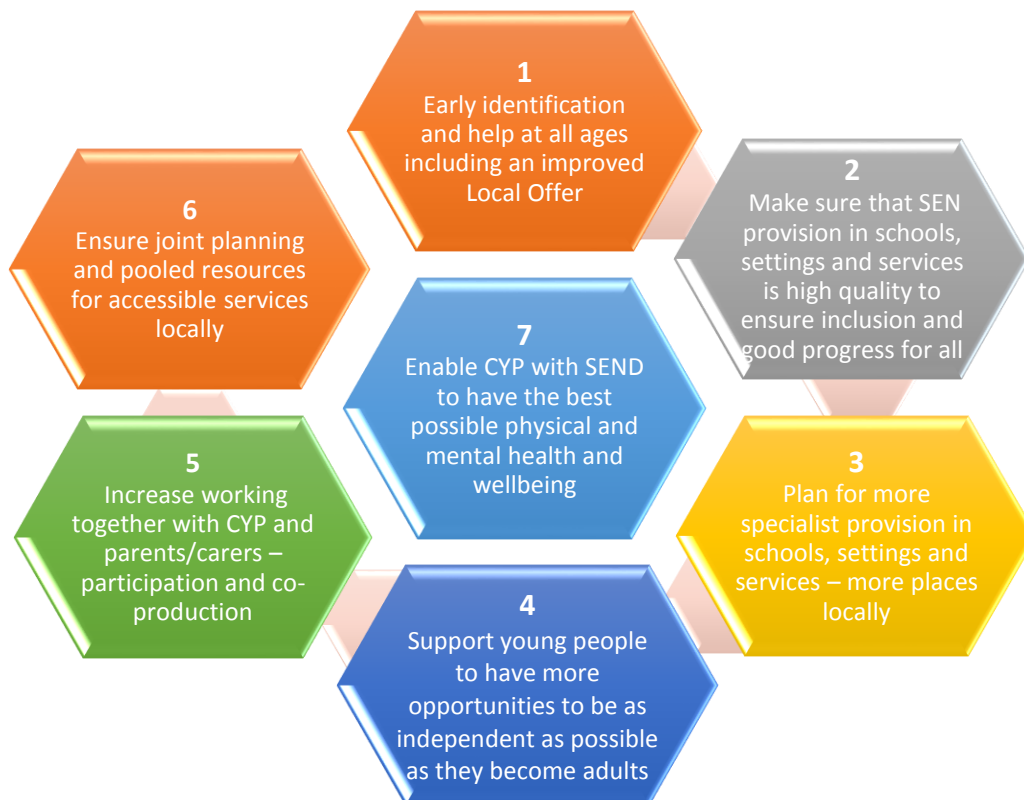 1
Early identification
and help at all ages
including an improved
Local Offer
2
Make sure that SEN
provision in schools,
settings and services
is high quality to
ensure inclusion and
good progress for all
3
Plan for more
specialist provision in
schools, settings and
services – more places
locally
4
Support young people
to have more
opportunities to be as
independent as possible
as they become adults
5
Increase working
together with CYP and
parents/carers –
participation and co-
production
6
Ensure joint planning
and pooled resources
for accessible services
locally
7
Enable CYP with SEND
to have the best
possible physical and
mental health and
wellbeing